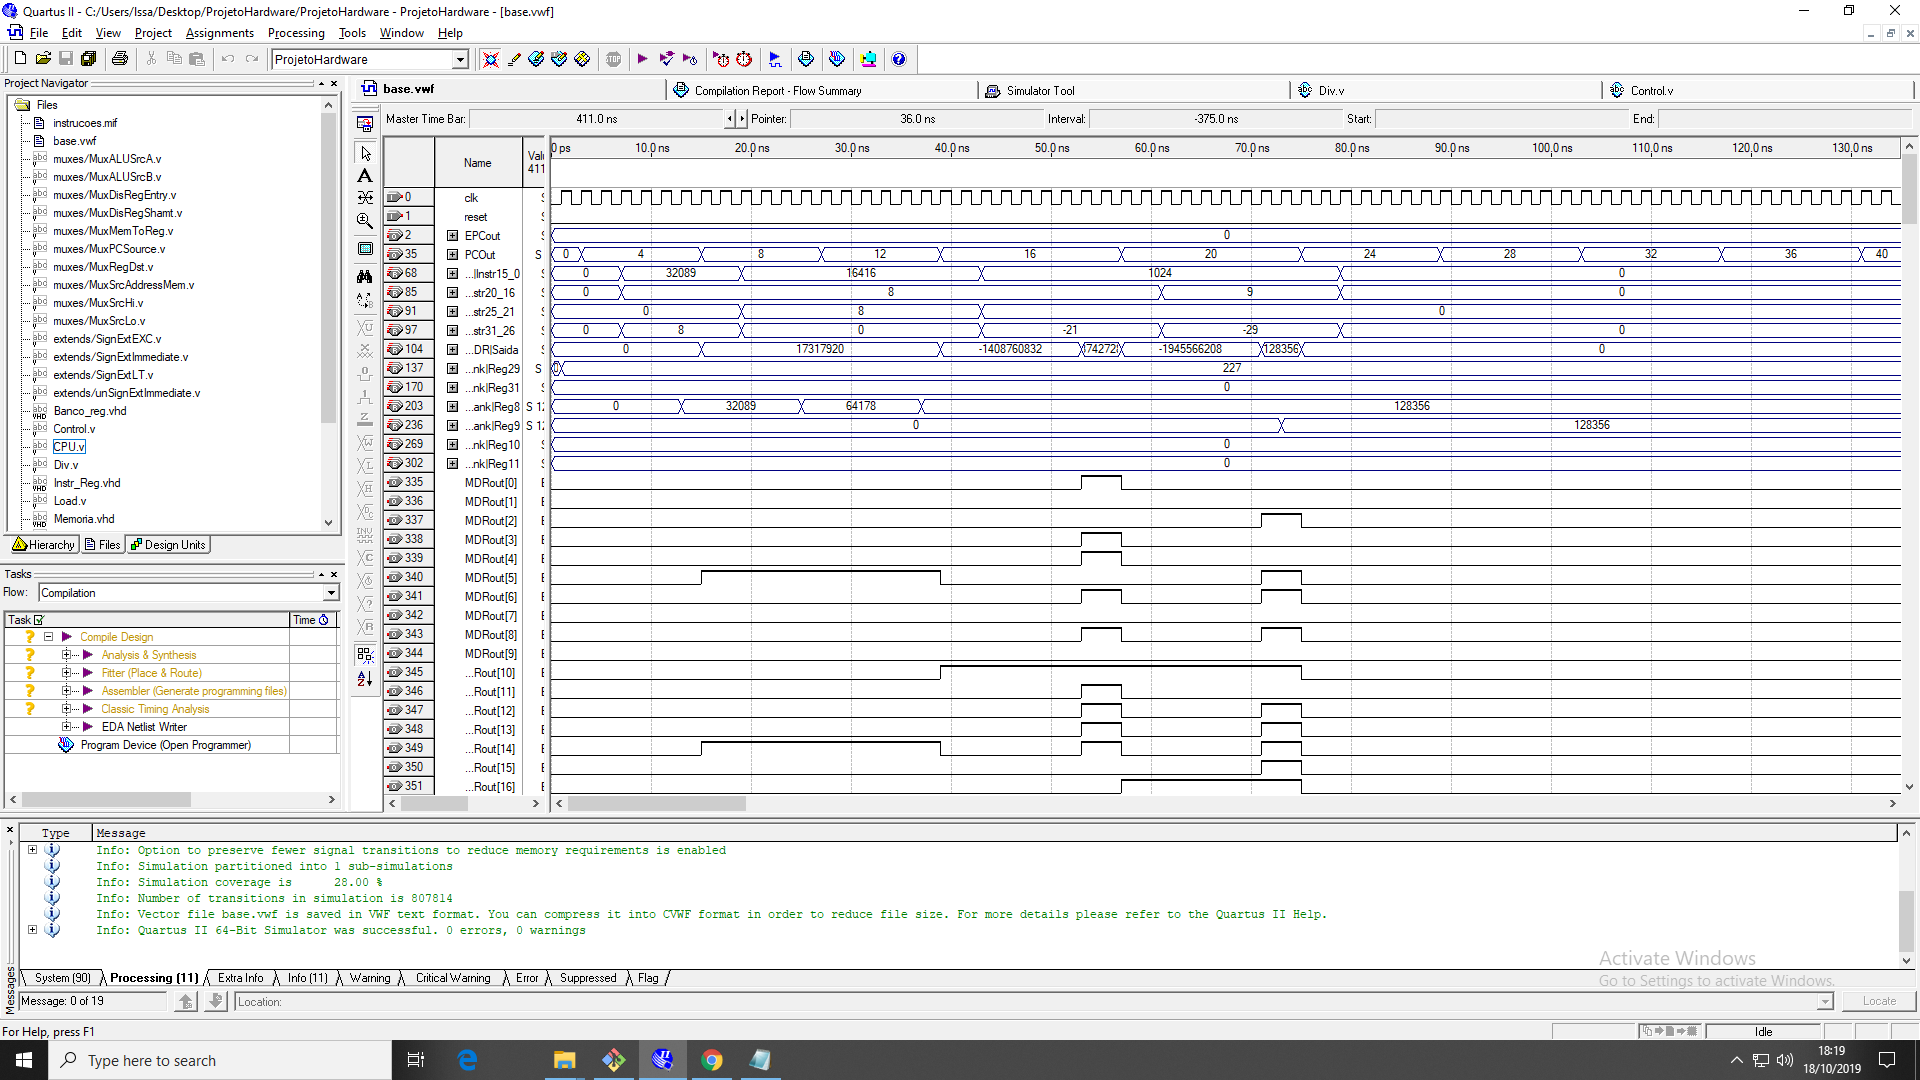 Quartus II - C:/Users/Issa/Desktop/ProjetoHardware/ProjetoHardware - ProjetoHardware - [base.vwf]
File Edit View Project Assignments Processing Tools Window Help
ProjetoHardware
Project Navigator
Files
instrucoes.mif
base.vwf
muxes/MuxALUSrcA.v
muxes/MuxALUSrcB.v
muxes/MuxDisRegEntry.v
muxes/MuxDisRegShamt.v
muxes/MuxMemToReg.v
muxes/MuxPCSource.v
muxes/MuxRegDst.v
muxes/MuxSrcAddressMem.v
muxes/MuxSrcHi.v
muxes/MuxSrcLo.v
extends/SignExtEXC.v
extends/SignExtImmediate.v
extends/SignExtLT.v
extends/unSignExtImmediate.v
Banco_reg.vhd
Control.v
CPU.v
Div.v
Instr_Reg.vhd
Load.v
Memoria.vhd
Hierarchy Files Design Units
Tasks
Flow: Compilation
Task Time
Compile Design
Analysis & Synthesis
Fitter (Place & Route)
Assembler (Generate programming files)
Classic Timing Analysis
EDA Netlist Writer
Program Device (Open Programmer)
base.vwf Compilation Report - Flow Summary Simulator Tool Div.v Control.v
Master Time Bar: 411.0 ns Pointer: 36.0 ns Interval: -375.0 ns Start: End:
Name 411
0 ps 10.0 ns 20.0 ns 30.0 ns 40.0 ns 50.0 ns 60.0 ns 70.0 ns 80.0 ns 90.0 ns 100.0 ns 110.0 ns 120.0 ns 130.0 ns
0 clk
1 reset
2 EPCout 0
35 PCOut S 0 4 8 12 16 20 24 28 32 36 40
68 ...|Instr15_0 0 32089 16416 1024 0
85 ...str20_16 0 8 9 0
91 ...str25_21 0 8 0
97 ...str31_26 0 8 0 -21 -29 0
104 ...DR|Saida 0 17317920 -1408760832 -1945566208 128356 0
137 ...nk|Reg29 S 227
170 ...nk|Reg31 0
203 ...ank|Reg8 S 12 0 32089 64178 128356
236 ...ank|Reg9 S 12 0 128356
269 ...nk|Reg10 0
302 ...nk|Reg11 0
335 MDRout[0]
336 MDRout[1]
337 MDRout[2]
338 MDRout[3]
339 MDRout[4]
340 MDRout[5]
341 MDRout[6]
342 MDRout[7]
343 MDRout[8]
344 MDRout[9]
345 ...Rout[10]
346 ...Rout[11]
347 ...Rout[12]
348 ...Rout[13]
349 ...Rout[14]
350 ...Rout[15]
351 ...Rout[16]
Type Message
Info: Option to preserve fewer signal transitions to reduce memory requirements is enabled
Info: Simulation partitioned into 1 sub-simulations
Info: Simulation coverage is 28.00 %
Info: Number of transitions in simulation is 807814
Info: Vector file base.vwf is saved in VWF text format. You can compress it into CVWF format in order to reduce file size. For more details please refer to the Quartus II Help.
Info: Quartus II 64-Bit Simulator was successful. 0 errors, 0 warnings
Activate Windows
Go to Settings to activate Windows.
System (90) Processing (11) Extra Info Info (11) Warning Critical Warning Error Suppressed Flag
Messages
Message: 0 of 19 Location: Locate
For Help, press F1 Idle
Type here to search
18:19
18/10/2019